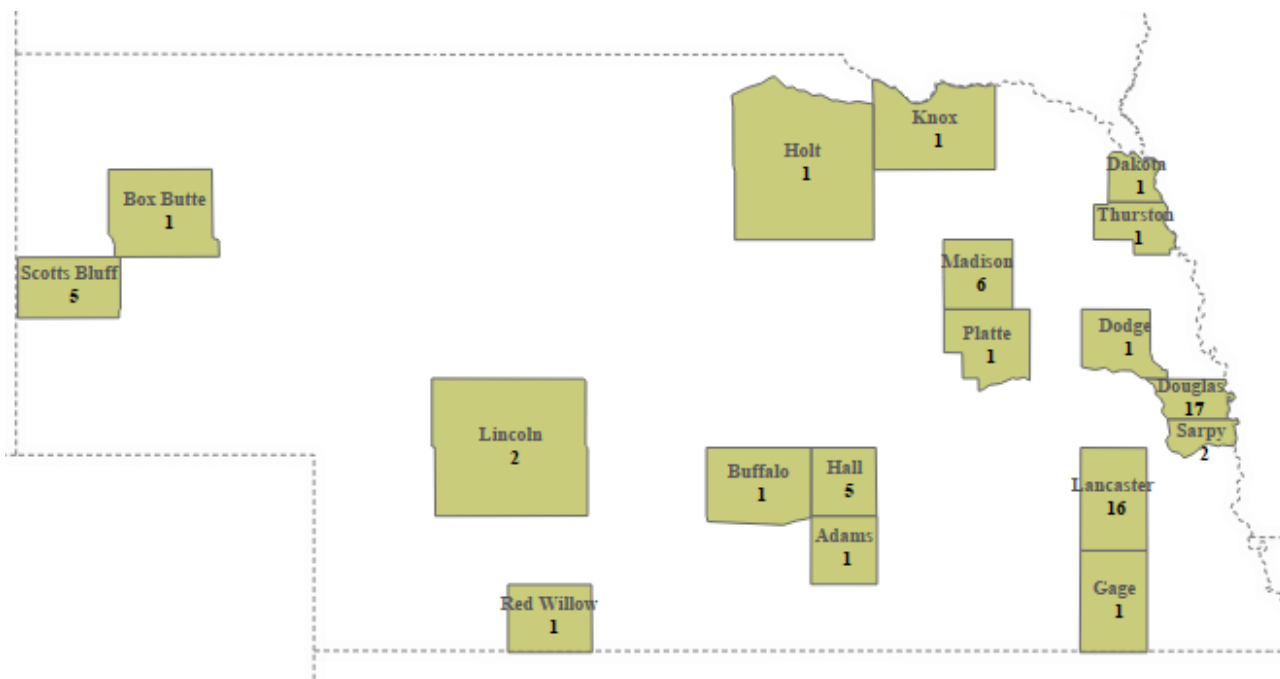 Knox
1
Holt
1
Dakota
1
Box Butte
1
Thurston
1
Scotts Bluff
5
Madison
6
Platte
1
Dodge
1
Douglas
17
Sarpy
2
Lincoln
2
Buffalo
1
Hall
5
Lancaster
16
Adams
1
Gage
1
Red Willow
1